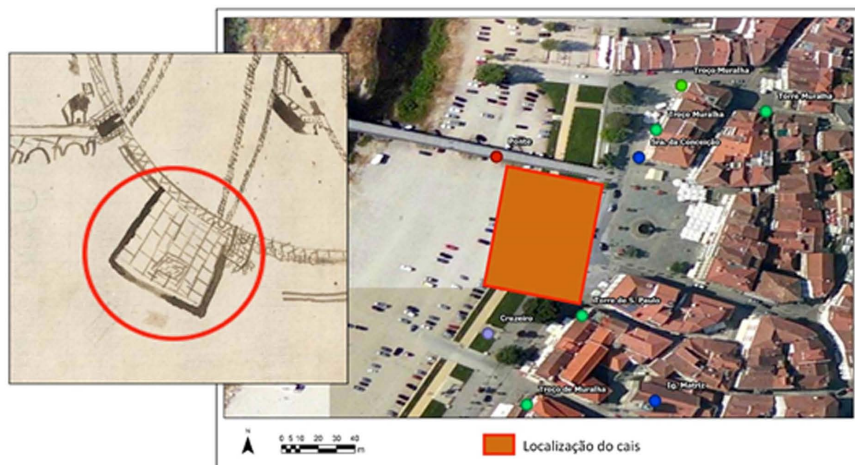 Troço Muralha
Torre Muralha
Troço Muralha
Sra. da Conceição
Ponte
Torre de S. Paulo
Cruzeiro
Ig. Matriz
Troço de Muralha
0 5 10 20 30 40
m
Localização do cais